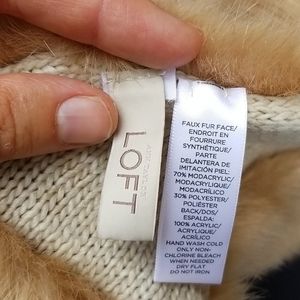 ANN TAYLOR
LOFT
FAUX FUR FACE/
ENDROIT EN
FOURRURE
SYNTHÉTIQUE/
PARTE
DELANTERA DE
IMITACIÓN PIEL:
70% MODACRYLIC/
MODACRYLIQUE/
MODACRÍLICO
30% POLYESTER/
POLIÉSTER
BACK/DOS/
ESPALDA:
100% ACRYLIC/
ACRYLIQUE/
ACRÍLICO
HAND WASH COLD
ONLY NON-
CHLORINE BLEACH
WHEN NEEDED
DRY FLAT
DO NOT IRON